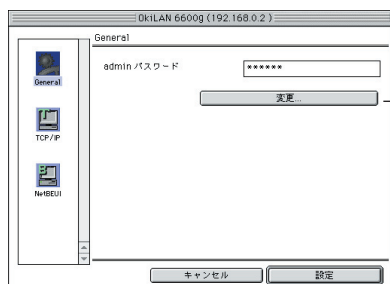 OkiLAN 6600g (192.168.0.2)
General
General
TCP/IP
NetBEUI
admin パスワード
******
変更...
キャンセル
設定